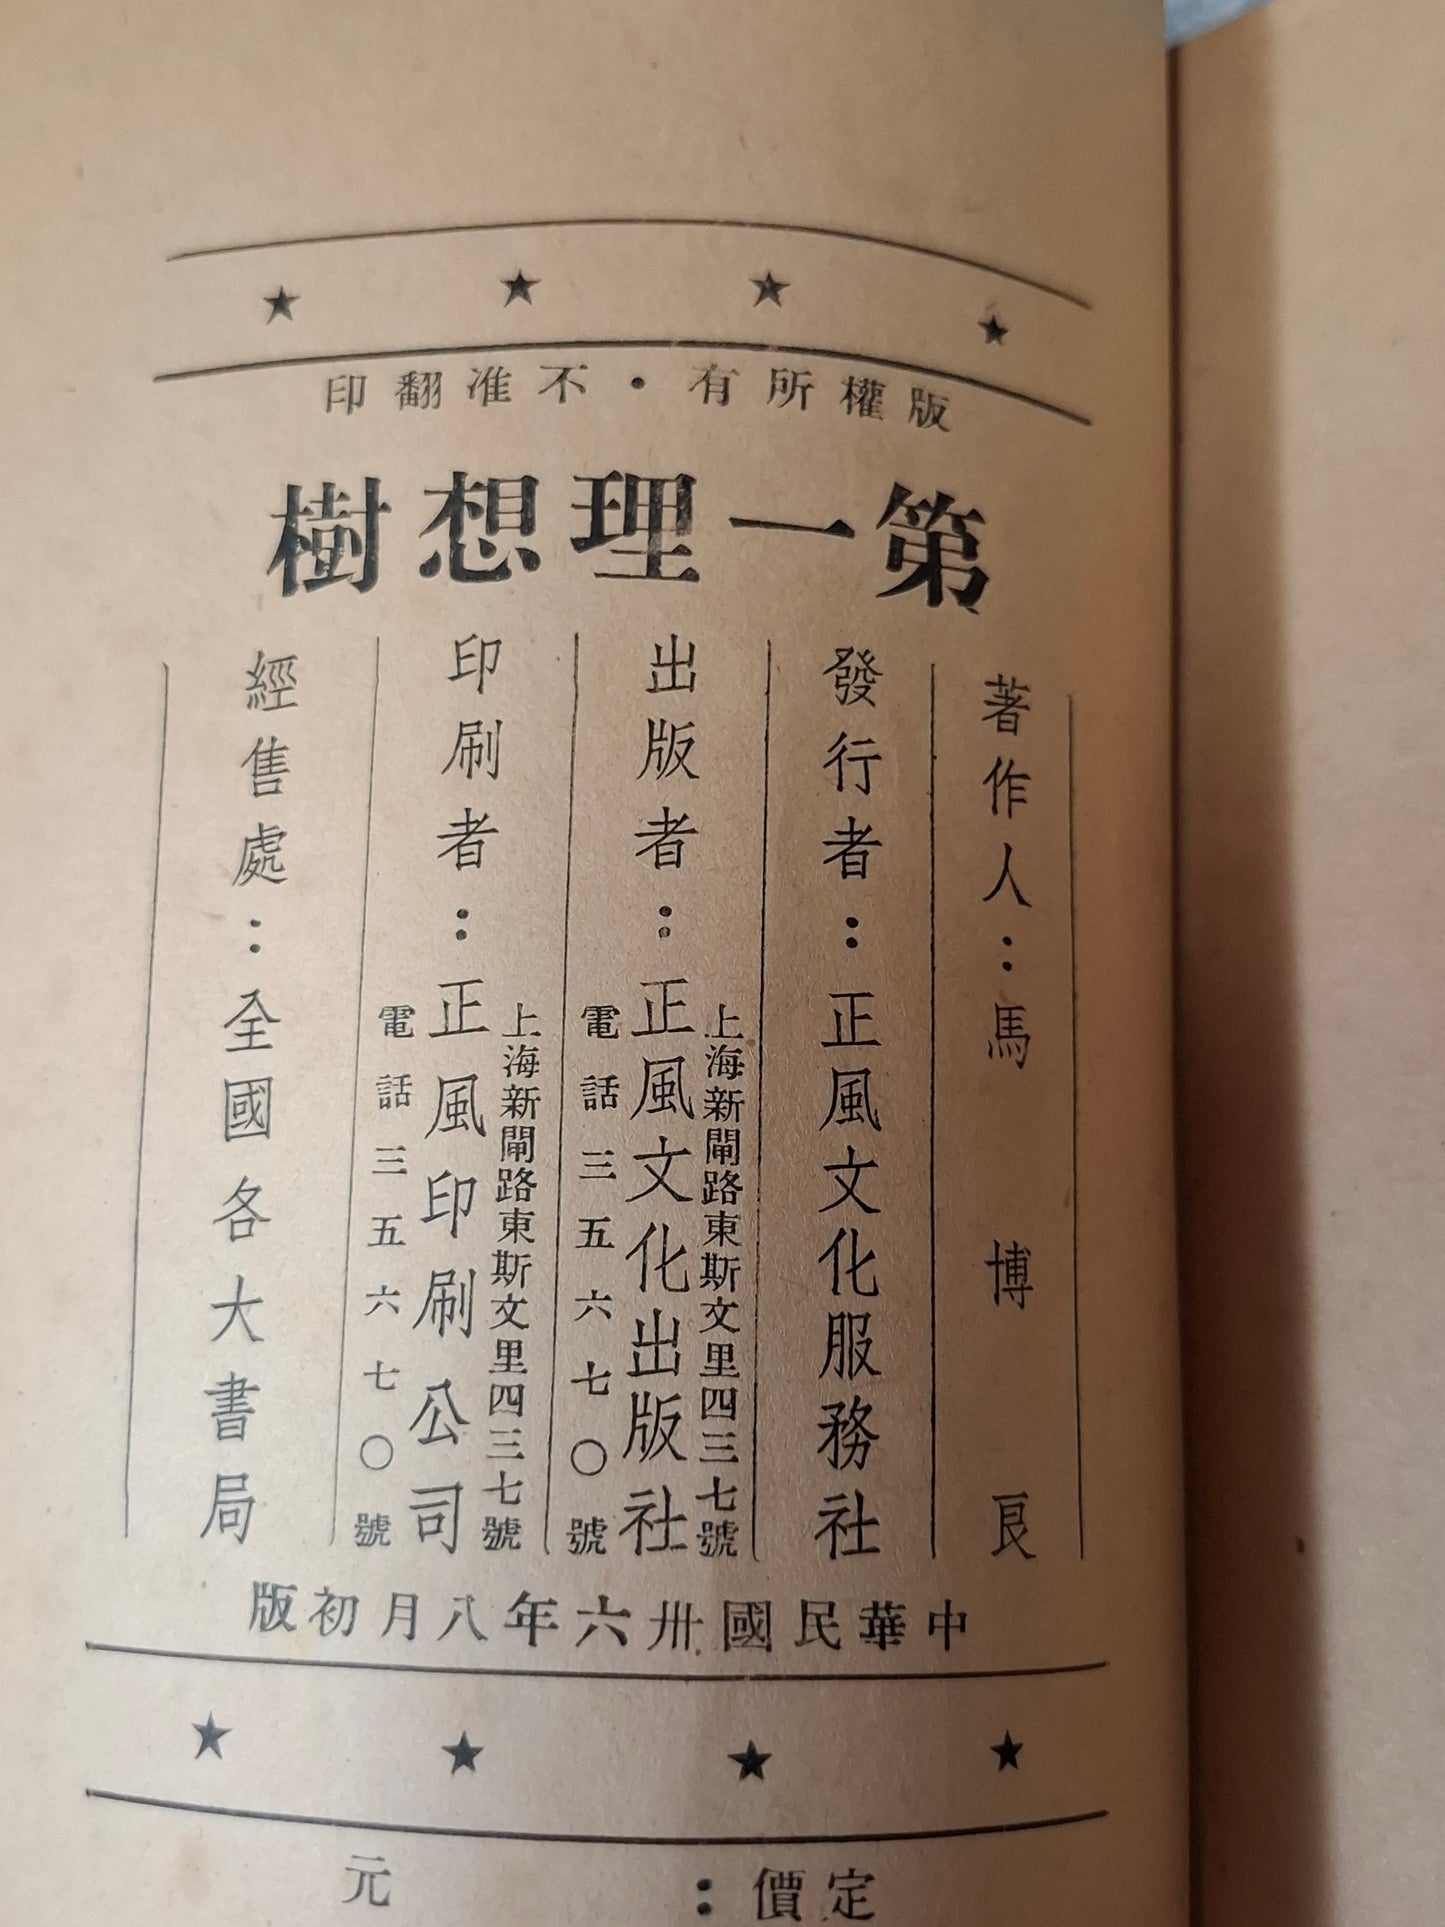 版權所有・不准翻印
第一理想樹
著作人：馬博良
發行者：正風文化服務社
出版者：正風文化出版社
上海新閘路東斯文里四三七號
電話三五六七〇號
印刷者：正風印刷公司
上海新閘路東斯文里四三七號
電話三五六七〇號
經售處：全國各大書局
中華民國卅六年八月初版
定價：元